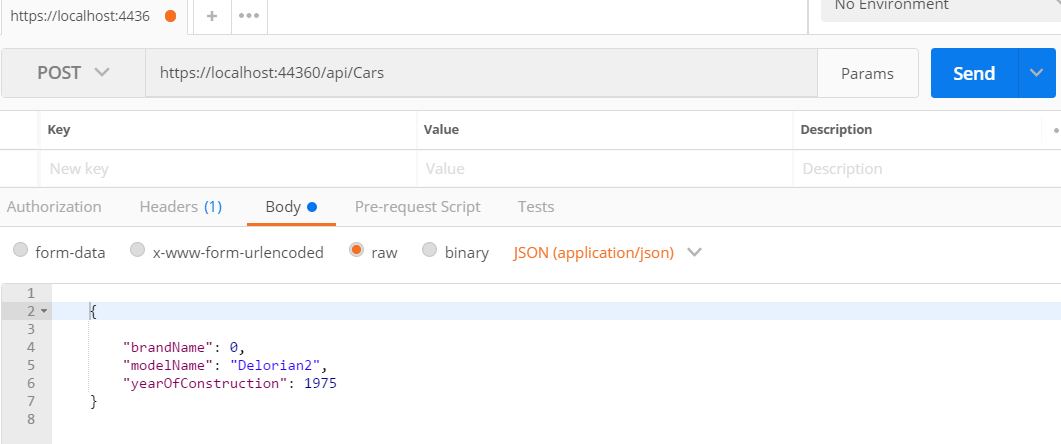 https://localhost:4436
No Environment
POST
https://localhost:44360/api/Cars
Params
Send
Key Value Description
New key Value Description
Authorization Headers (1) Body Pre-request Script Tests
form-data x-www-form-urlencoded raw binary JSON (application/json)
1
2 {
3
4 "brandName": 0,
5 "modelName": "Delorian2",
6 "yearOfConstruction": 1975
7 }
8